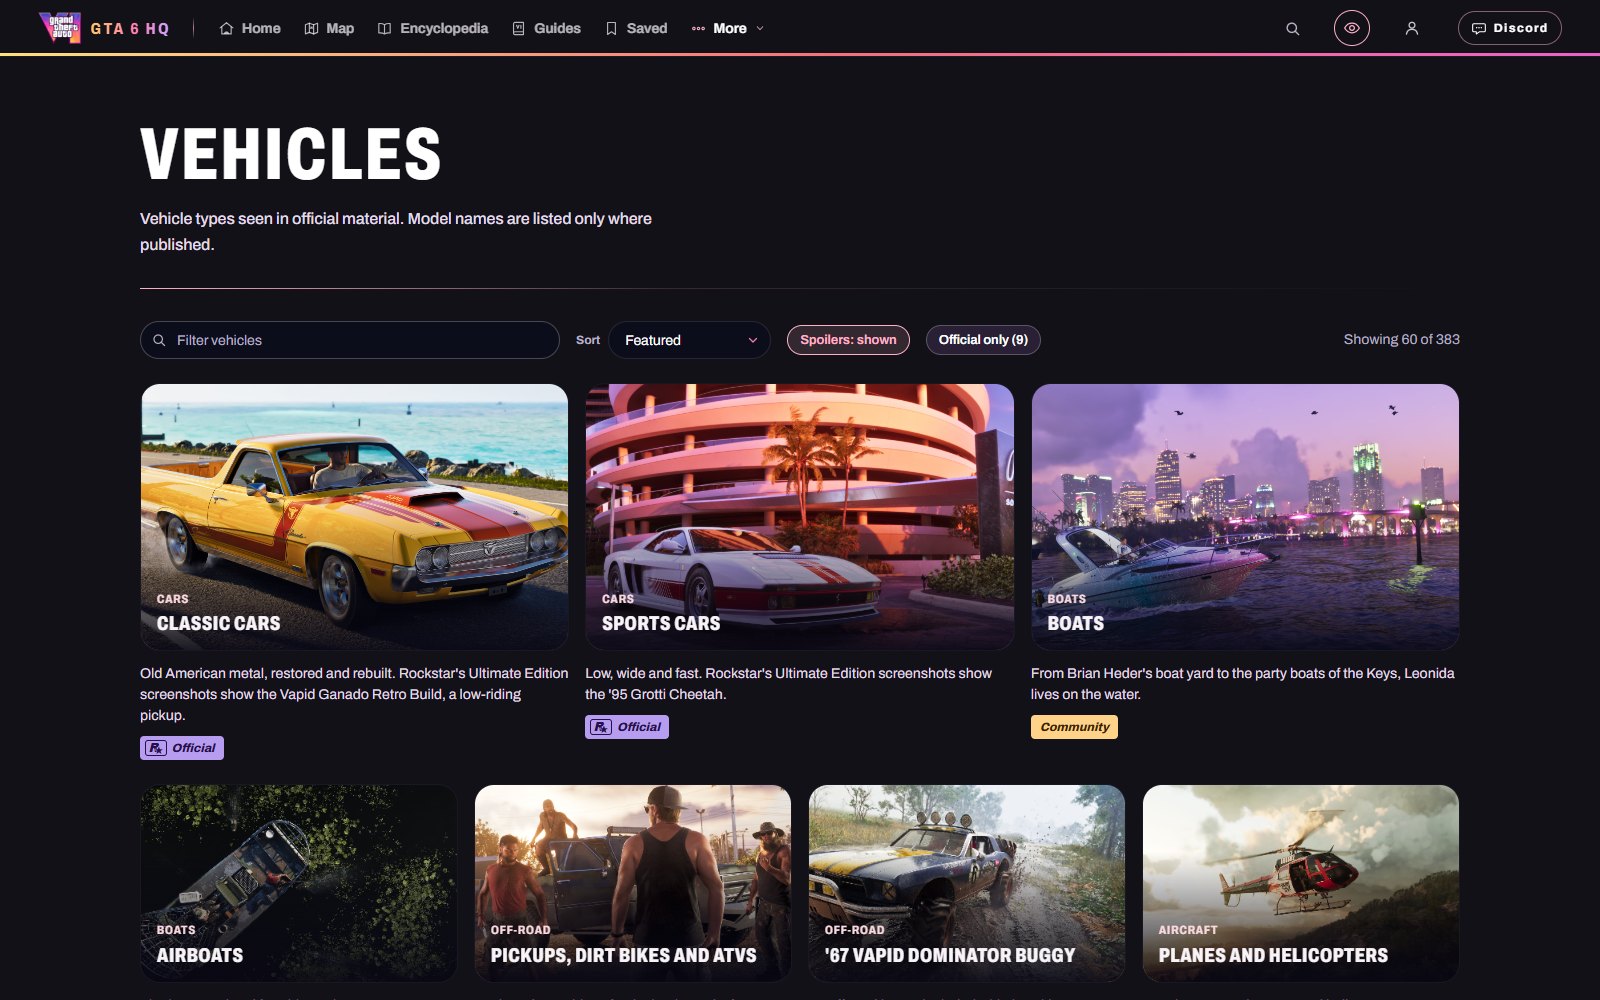 grand theft auto VI
GTA 6 HQ
Home
Map
Encyclopedia
Guides
Saved
More
Discord
VEHICLES
Vehicle types seen in official material. Model names are listed only where
published.
Filter vehicles
Sort
Featured
Spoilers: shown
Official only (9)
Showing 60 of 383
CARS
CLASSIC CARS
CARS
SPORTS CARS
BOATS
BOATS
Old American metal, restored and rebuilt. Rockstar's Ultimate Edition
screenshots show the Vapid Ganado Retro Build, a low-riding
pickup.
Official
Low, wide and fast. Rockstar's Ultimate Edition screenshots show
the '95 Grotti Cheetah.
Official
From Brian Heder's boat yard to the party boats of the Keys, Leonida
lives on the water.
Community
BOATS
AIRBOATS
OFF-ROAD
PICKUPS, DIRT BIKES AND ATVS
OFF-ROAD
'67 VAPID DOMINATOR BUGGY
AIRCRAFT
PLANES AND HELICOPTERS